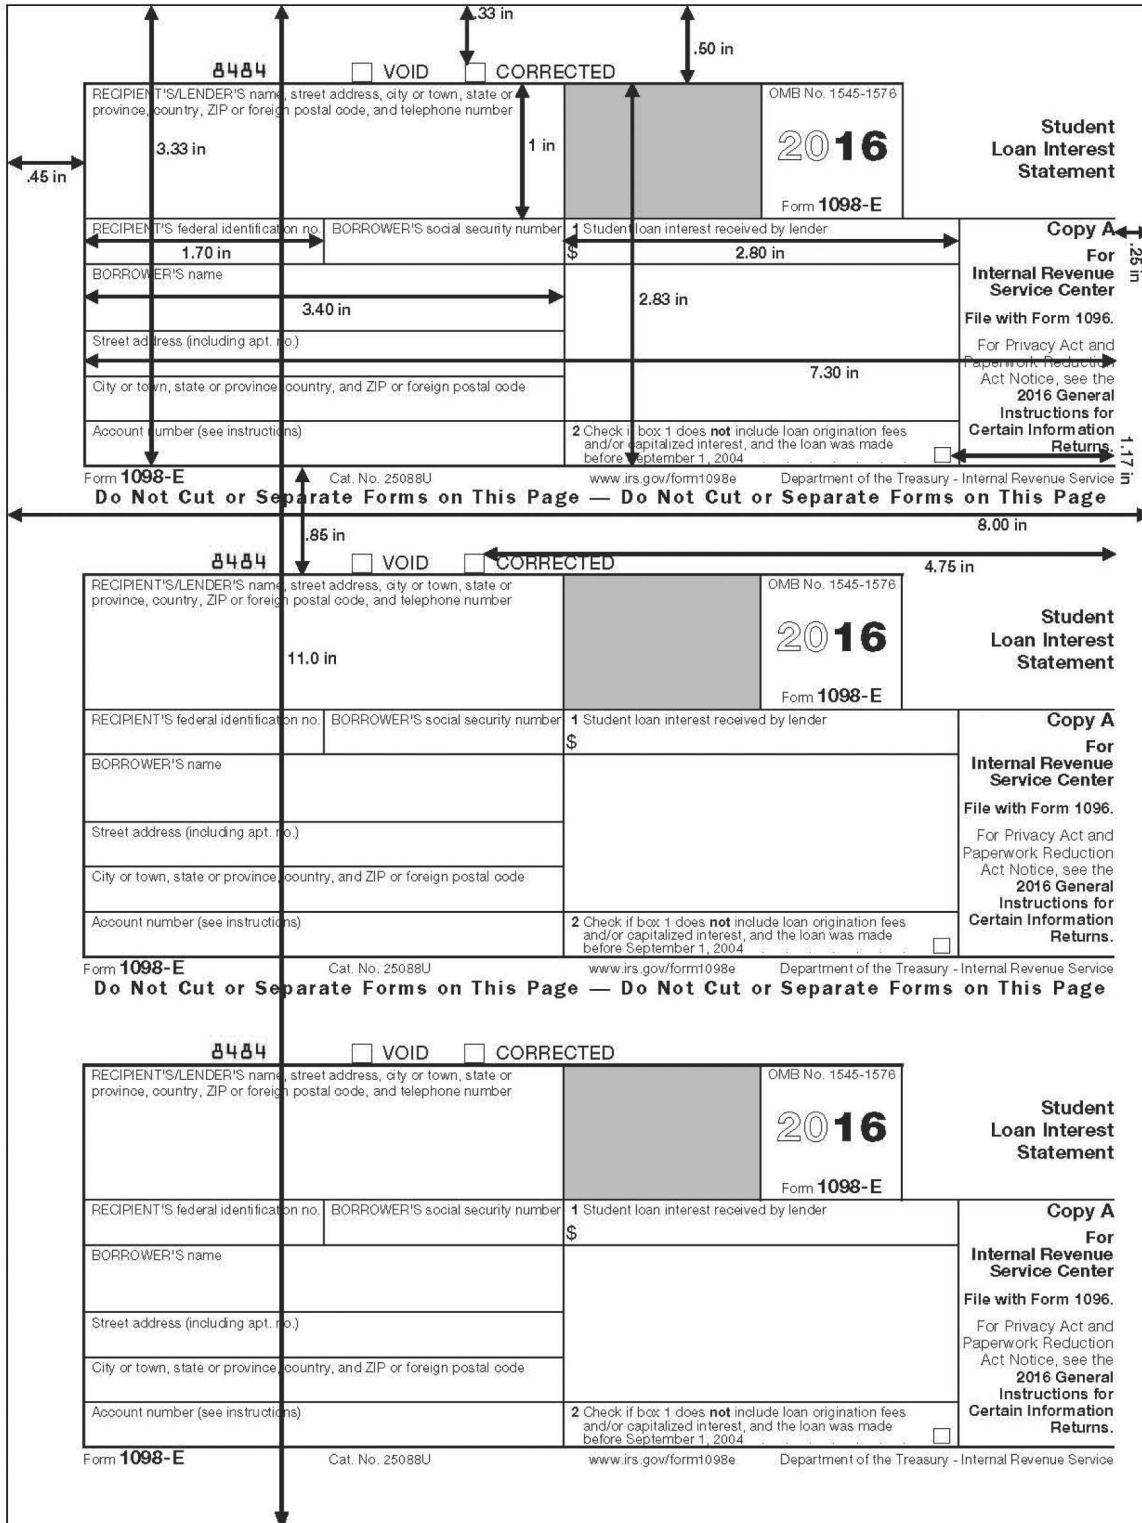 .33 in
.50 in
8484 VOID CORRECTED
RECIPIENT'S/LENDER'S name, street address, city or town, state or
province, country, ZIP or foreign postal code, and telephone number
OMB No. 1545-1576
3.33 in
1 in
.45 in
2016
Form 1098-E
Student
Loan Interest
Statement
RECIPIENT'S federal identification no.
BORROWER'S social security number
1 Student loan interest received by lender
$
1.70 in
2.80 in
Copy A
.25 in
For
Internal Revenue
Service Center
File with Form 1096.
For Privacy Act and
Paperwork Reduction
Act Notice, see the
2016 General
Instructions for
Certain Information
Returns.
BORROWER'S name
3.40 in
2.83 in
Street address (including apt. no.)
7.30 in
City or town, state or province, country, and ZIP or foreign postal code
Account number (see instructions)
2 Check if box 1 does not include loan origination fees
and/or capitalized interest, and the loan was made
before September 1, 2004 . . . . . . .
1.17 in
Form 1098-E Cat. No. 25088U www.irs.gov/form1098e Department of the Treasury - Internal Revenue Service
Do Not Cut or Separate Forms on This Page — Do Not Cut or Separate Forms on This Page
8.00 in
.85 in
4.75 in
8484 VOID CORRECTED
RECIPIENT'S/LENDER'S name, street address, city or town, state or
province, country, ZIP or foreign postal code, and telephone number
OMB No. 1545-1576
2016
Form 1098-E
Student
Loan Interest
Statement
11.0 in
RECIPIENT'S federal identification no.
BORROWER'S social security number
1 Student loan interest received by lender
$
Copy A
For
Internal Revenue
Service Center
File with Form 1096.
For Privacy Act and
Paperwork Reduction
Act Notice, see the
2016 General
Instructions for
Certain Information
Returns.
BORROWER'S name
Street address (including apt. no.)
City or town, state or province, country, and ZIP or foreign postal code
Account number (see instructions)
2 Check if box 1 does not include loan origination fees
and/or capitalized interest, and the loan was made
before September 1, 2004 . . . . . . .
Form 1098-E Cat. No. 25088U www.irs.gov/form1098e Department of the Treasury - Internal Revenue Service
Do Not Cut or Separate Forms on This Page — Do Not Cut or Separate Forms on This Page
8484 VOID CORRECTED
RECIPIENT'S/LENDER'S name, street address, city or town, state or
province, country, ZIP or foreign postal code, and telephone number
OMB No. 1545-1576
2016
Form 1098-E
Student
Loan Interest
Statement
RECIPIENT'S federal identification no.
BORROWER'S social security number
1 Student loan interest received by lender
$
Copy A
For
Internal Revenue
Service Center
File with Form 1096.
For Privacy Act and
Paperwork Reduction
Act Notice, see the
2016 General
Instructions for
Certain Information
Returns.
BORROWER'S name
Street address (including apt. no.)
City or town, state or province, country, and ZIP or foreign postal code
Account number (see instructions)
2 Check if box 1 does not include loan origination fees
and/or capitalized interest, and the loan was made
before September 1, 2004 . . . . . . .
Form 1098-E Cat. No. 25088U www.irs.gov/form1098e Department of the Treasury - Internal Revenue Service